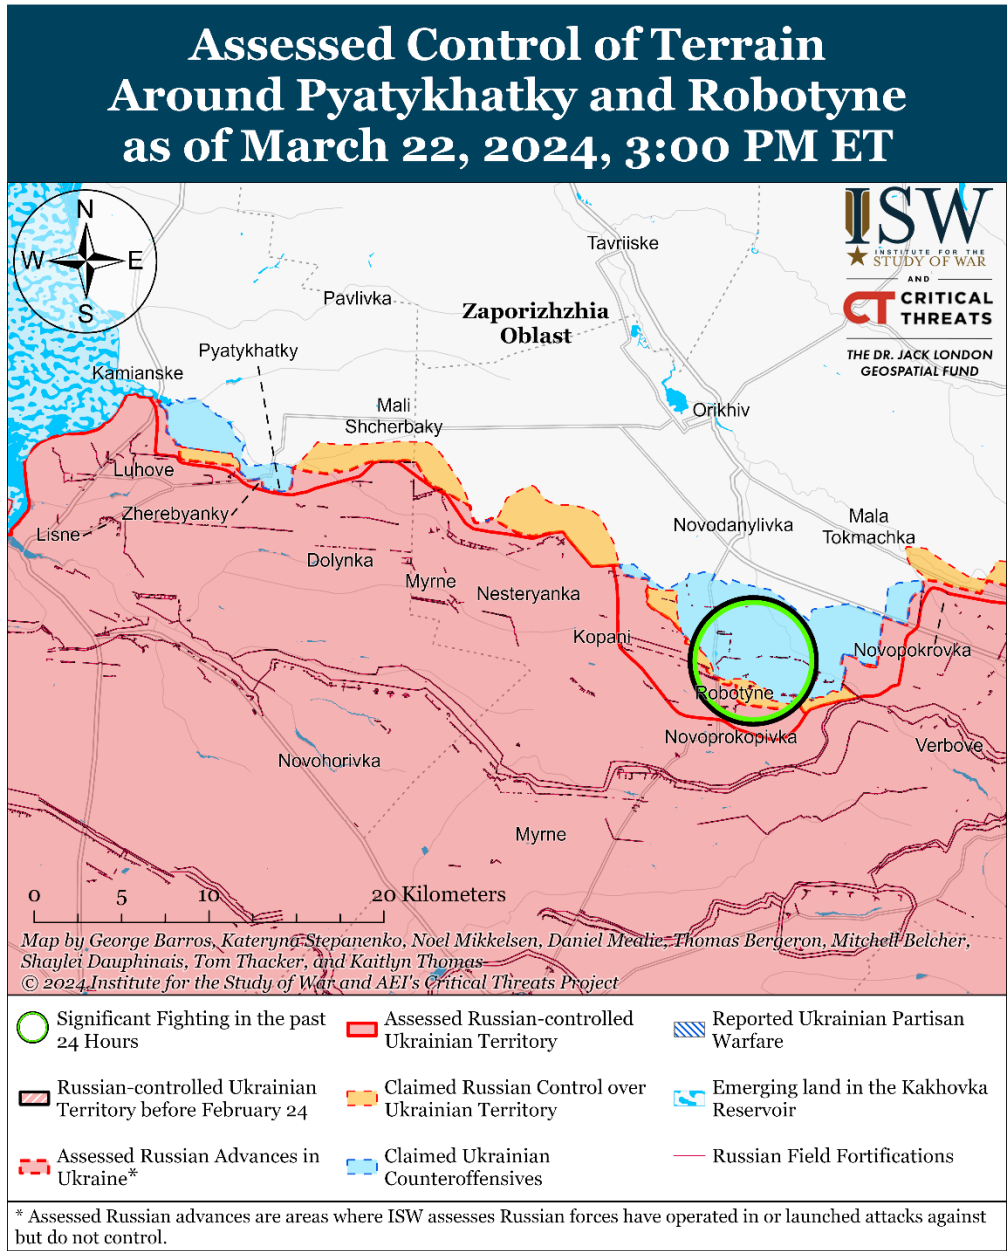 Assessed Control of Terrain
Around Pyatykhatky and Robotyne
as of March 22, 2024, 3:00 PM ET
N
W
E
S
ISW
INSTITUTE FOR THE
STUDY OF WAR
AND
CT CRITICAL
THREATS
THE DR. JACK LONDON
GEOSPATIAL FUND
Tavriiske
Pavlivka
Zaporizhzhia
Oblast
Pyatykhatky
Kamianske
Mali
Shcherbaky
Orikhiv
Luhove
Zherebyanky
Lisne
Novodanylivka
Mala
Tokmachka
Dolynka
Myrne
Nesteryanka
Kopani
Novopokrovka
Robotyne
Novoprokopivka
Verbove
Novohorivka
Myrne
0 5 10 20 Kilometers
Map by George Barros, Kateryna Stepanenko, Noel Mikkelsen, Daniel Mealie, Thomas Bergeron, Mitchell Belcher,
Shaylei Dauphinais, Tom Thacker, and Kaitlyn Thomas
© 2024 Institute for the Study of War and AEI's Critical Threats Project
Significant Fighting in the past
24 Hours
Russian-controlled Ukrainian
Territory before February 24
Assessed Russian Advances in
Ukraine*
Assessed Russian-controlled
Ukrainian Territory
Claimed Russian Control over
Ukrainian Territory
Claimed Ukrainian
Counteroffensives
Reported Ukrainian Partisan
Warfare
Emerging land in the Kakhovka
Reservoir
Russian Field Fortifications
* Assessed Russian advances are areas where ISW assesses Russian forces have operated in or launched attacks against
but do not control.